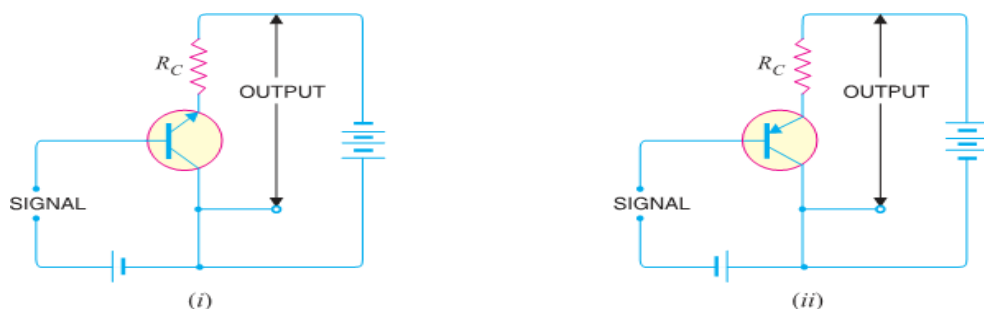 R_C
OUTPUT
SIGNAL
(i)
R_C
OUTPUT
SIGNAL
(ii)